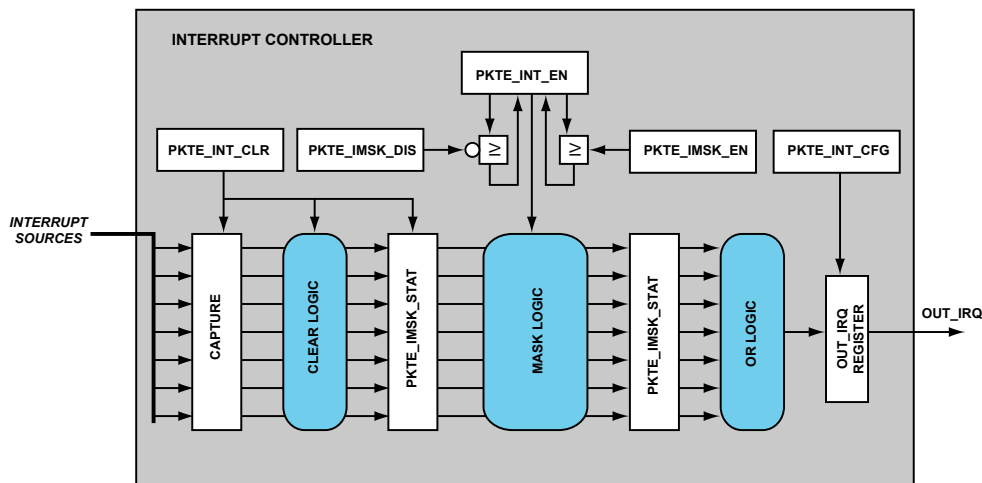 INTERRUPT CONTROLLER
PKTE_INT_EN
PKTE_INT_CLR
PKTE_IMSK_DIS
≥
≥
PKTE_IMSK_EN
PKTE_INT_CFG
INTERRUPT
SOURCES
CAPTURE
CLEAR LOGIC
PKTE_IMSK_STAT
MASK LOGIC
PKTE_IMSK_STAT
OR LOGIC
OUT_IRQ
REGISTER
OUT_IRQ